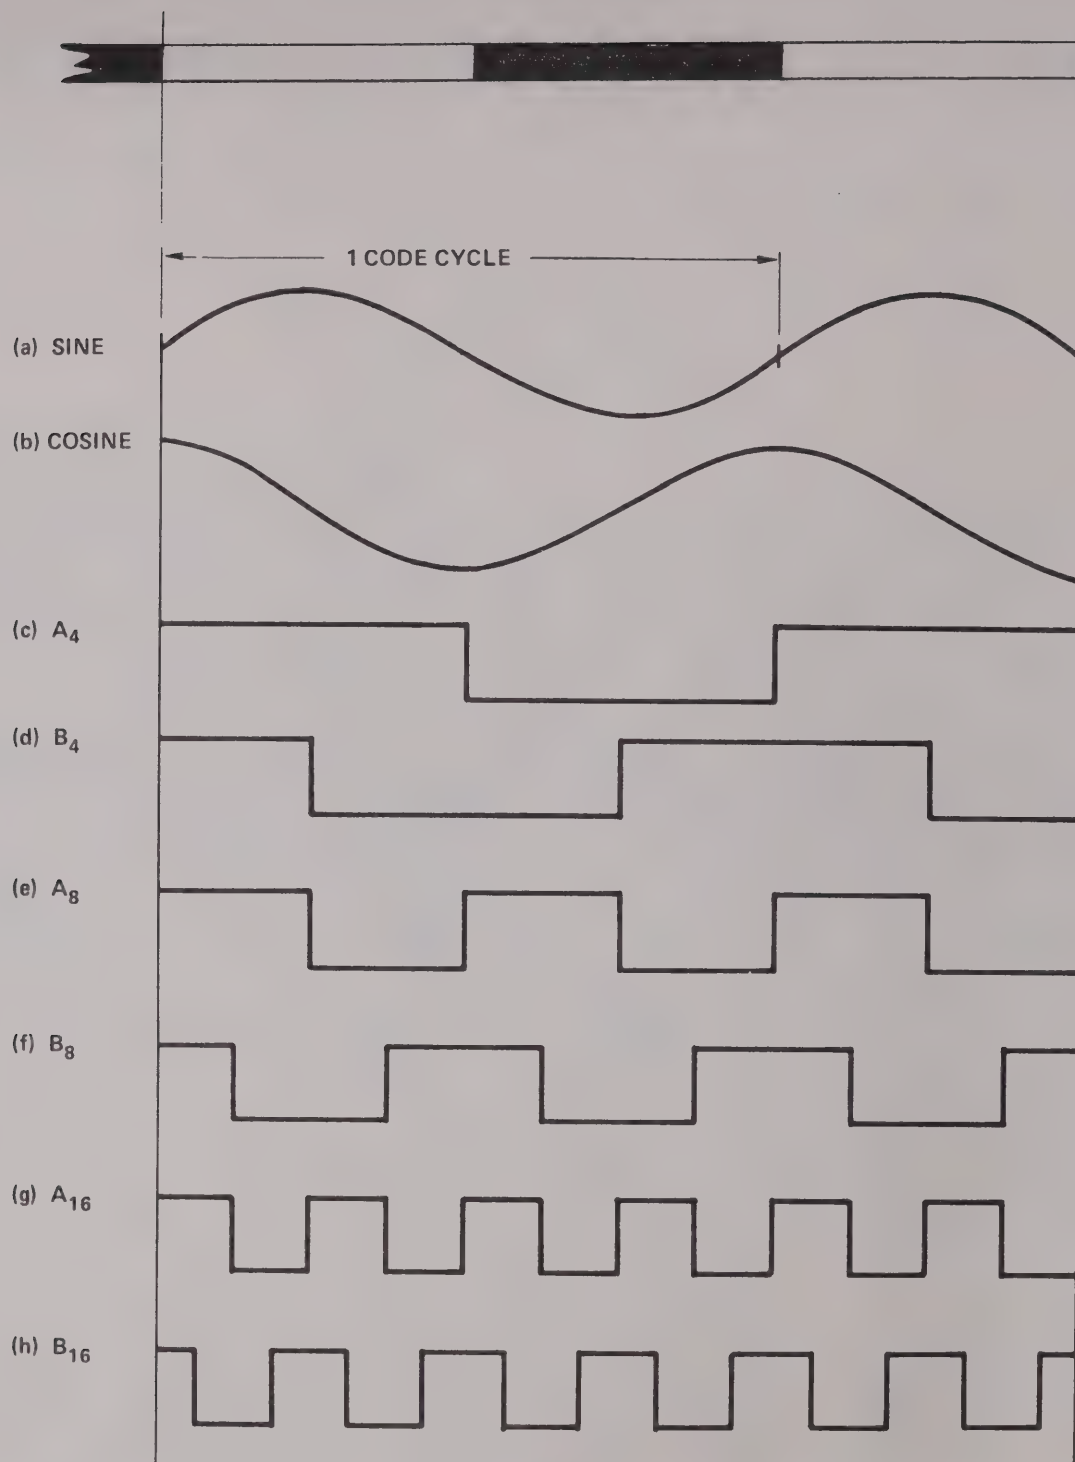 1 CODE CYCLE
(a) SINE
(b) COSINE
(c) A₄
(d) B₄
(e) A₈
(f) B₈
(g) A₁₆
(h) B₁₆